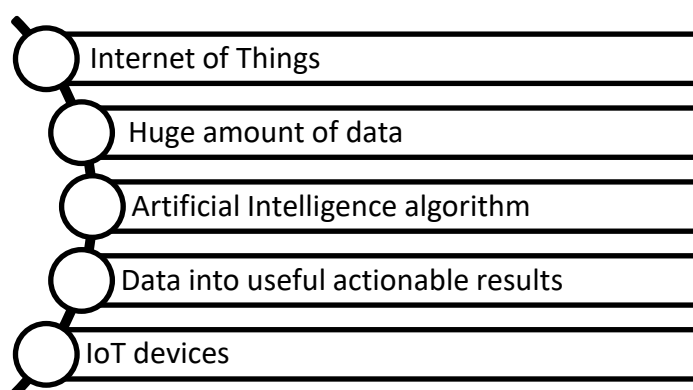 Internet of Things
Huge amount of data
Artificial Intelligence algorithm
Data into useful actionable results
IoT devices